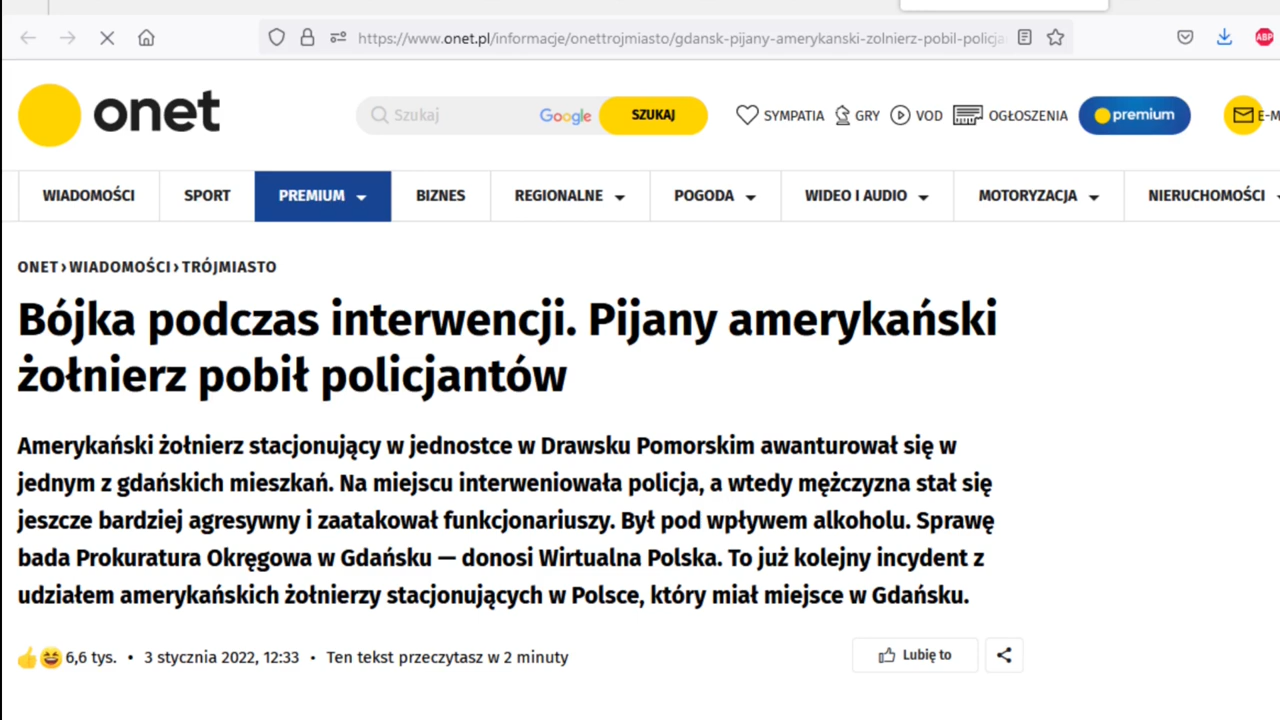 https://www.onet.pl/informacje/onettrojmiasto/gdansk-pijany-amerykanski-zolnierz-pobil-policja
ABP
onet
Szukaj
Google
SZUKAJ
SYMPATIA
GRY
VOD
OGŁOSZENIA
premium
E-M
WIADOMOŚCI
SPORT
PREMIUM
BIZNES
REGIONALNE
POGODA
WIDEO I AUDIO
MOTORYZACJA
NIERUCHOMOŚCI
ONET › WIADOMOŚCI › TRÓJMIASTO
Bójka podczas interwencji. Pijany amerykański
żołnierz pobił policjantów
Amerykański żołnierz stacjonujący w jednostce w Drawsku Pomorskim awanturował się w
jednym z gdańskich mieszkań. Na miejscu interweniowała policja, a wtedy mężczyzna stał się
jeszcze bardziej agresywny i zaatakował funkcjonariuszy. Był pod wpływem alkoholu. Sprawę
bada Prokuratura Okręgowa w Gdańsku — donosi Wirtualna Polska. To już kolejny incydent z
udziałem amerykańskich żołnierzy stacjonujących w Polsce, który miał miejsce w Gdańsku.
6,6 tys. • 3 stycznia 2022, 12:33 • Ten tekst przeczytasz w 2 minuty
Lubię to